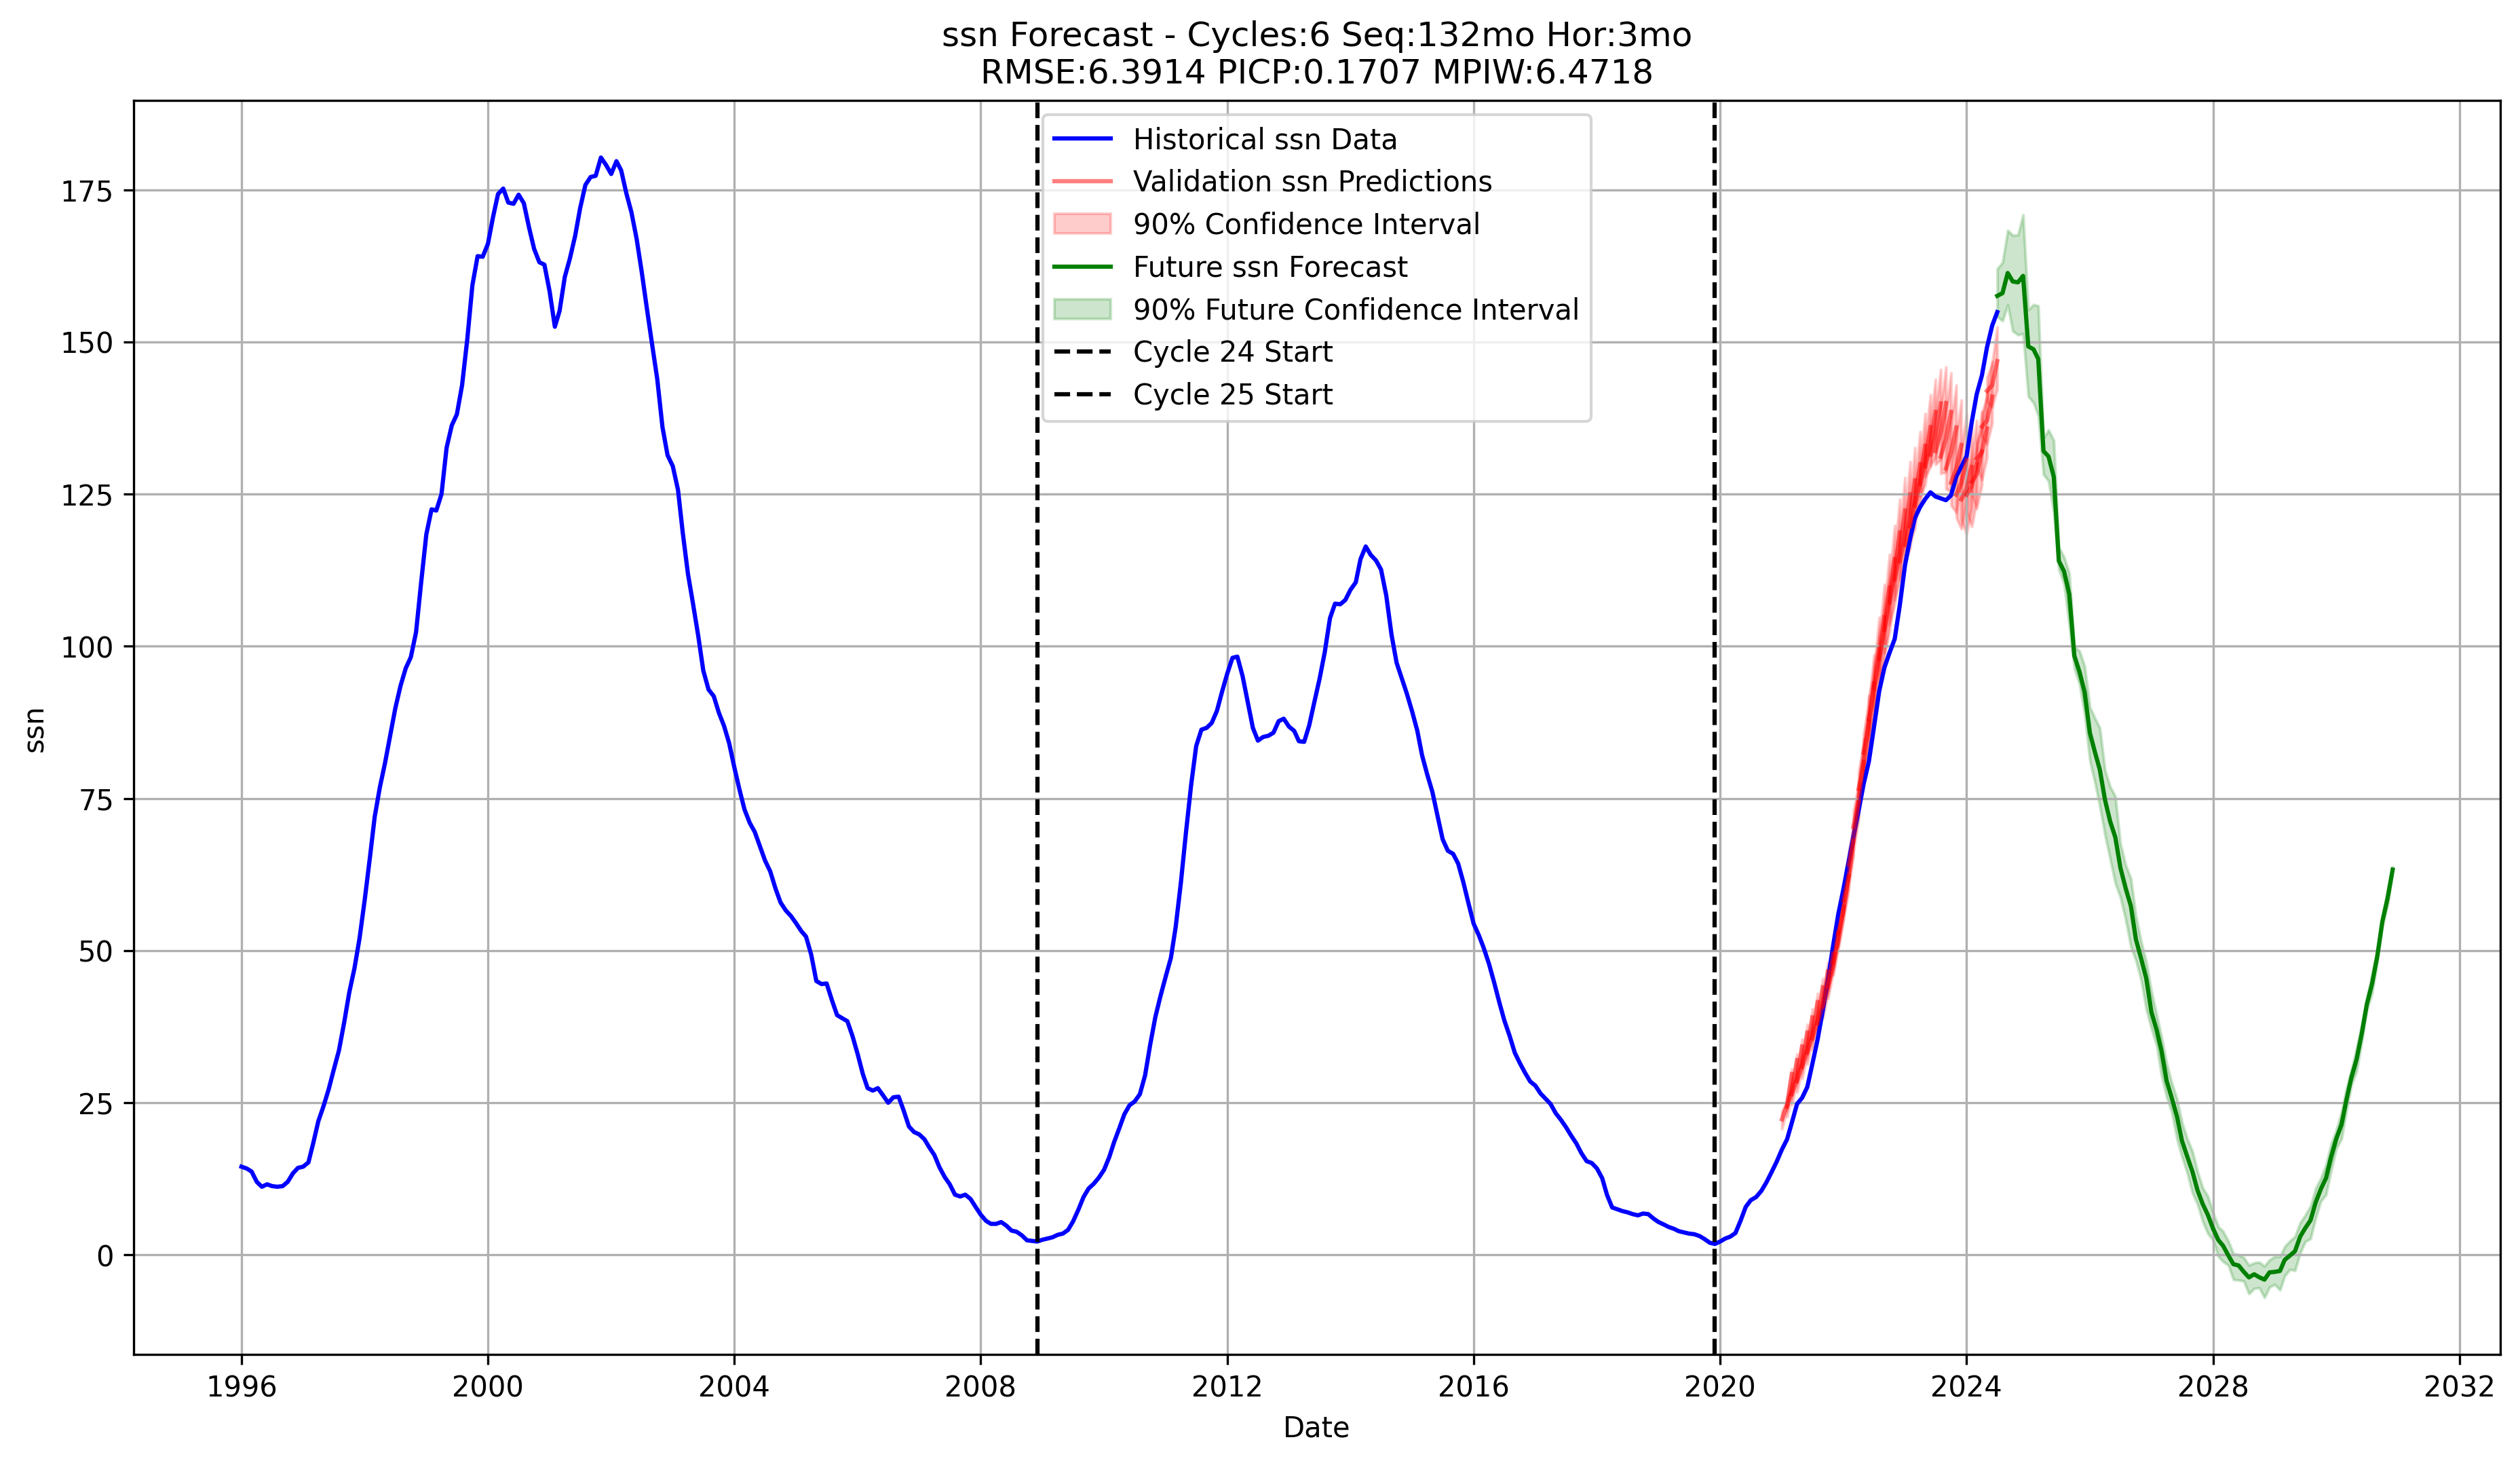 ssn Forecast - Cycles:6 Seq:132mo Hor:3mo
RMSE:6.3914 PICP:0.1707 MPIW:6.4718
Historical ssn Data
Validation ssn Predictions
90% Confidence Interval
Future ssn Forecast
90% Future Confidence Interval
Cycle 24 Start
Cycle 25 Start
175
150
125
100
75
50
25
0
ssn
1996 2000 2004 2008 2012 2016 2020 2024 2028 2032
Date